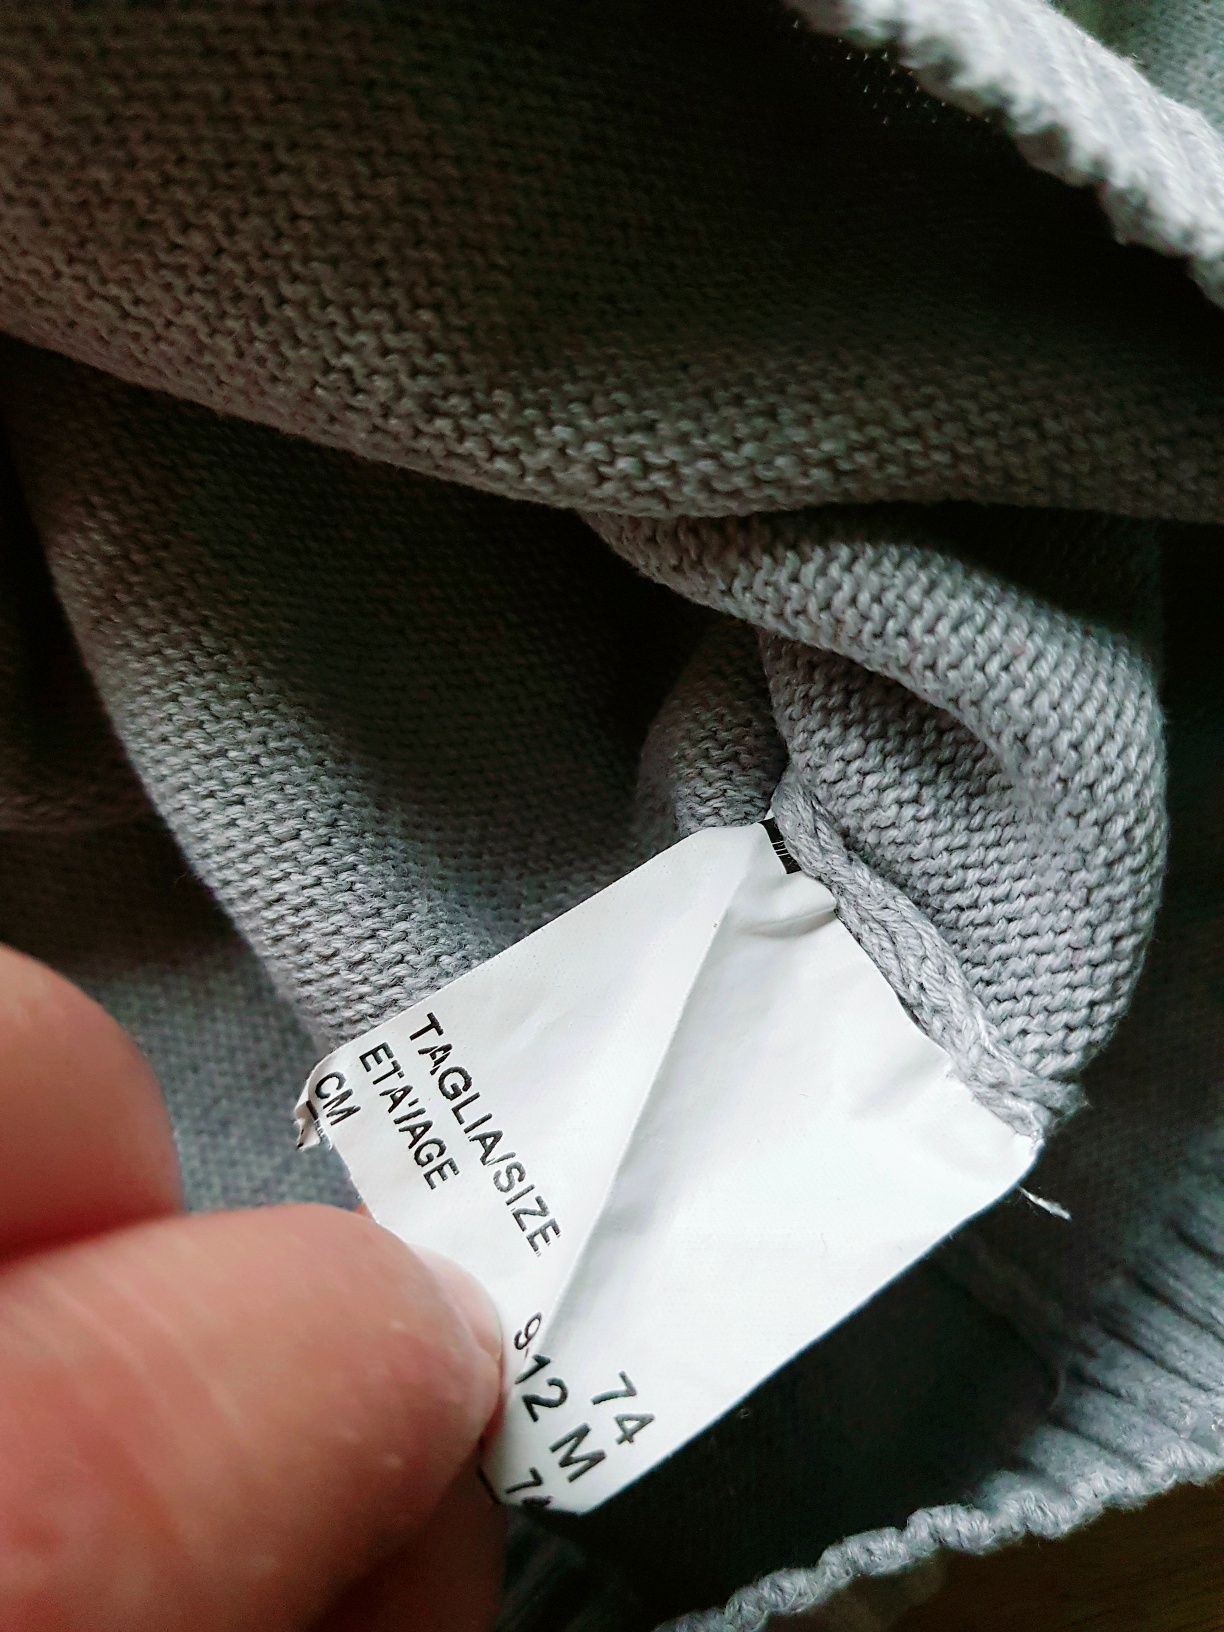 TAGLIA/SIZE 74
ETA'/AGE 9-12 M
CM